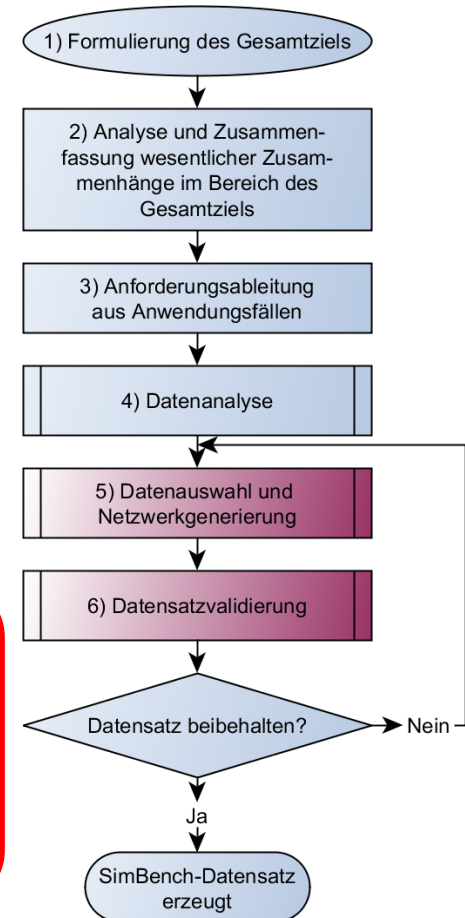 1) Formulierung des Gesamtziels
2) Analyse und Zusammen-
fassung wesentlicher Zusam-
menhänge im Bereich des
Gesamtziels
3) Anforderungsableitung
aus Anwendungsfällen
4) Datenanalyse
5) Datenauswahl und
Netzwerkgenerierung
6) Datensatzvalidierung
Datensatz beibehalten?
Nein
Ja
SimBench-Datensatz
erzeugt